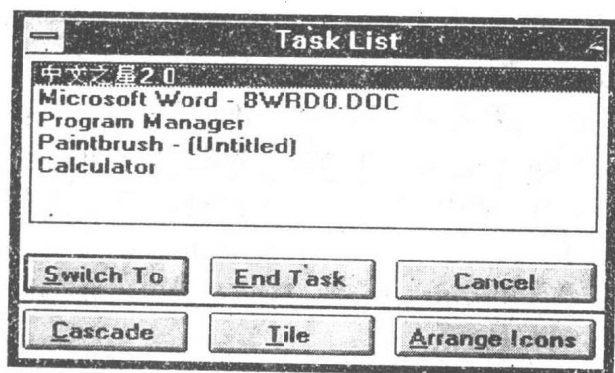 Task List
中文之星2.0
Microsoft Word - BWRD0.DOC
Program Manager
Paintbrush - (Untitled)
Calculator
Switch To End Task Cancel
Cascade Tile Arrange Icons